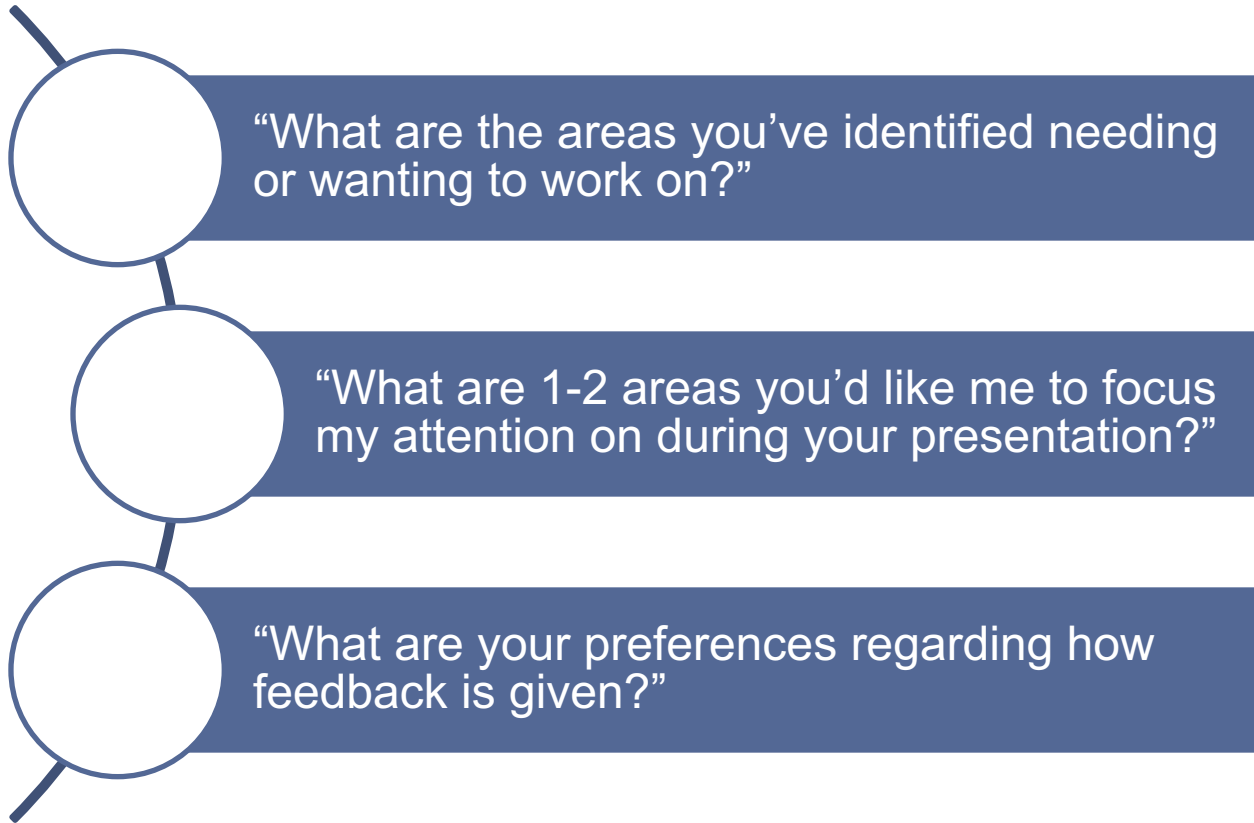 “What are the areas you’ve identified needing
or wanting to work on?”
“What are 1-2 areas you’d like me to focus
my attention on during your presentation?”
“What are your preferences regarding how
feedback is given?”